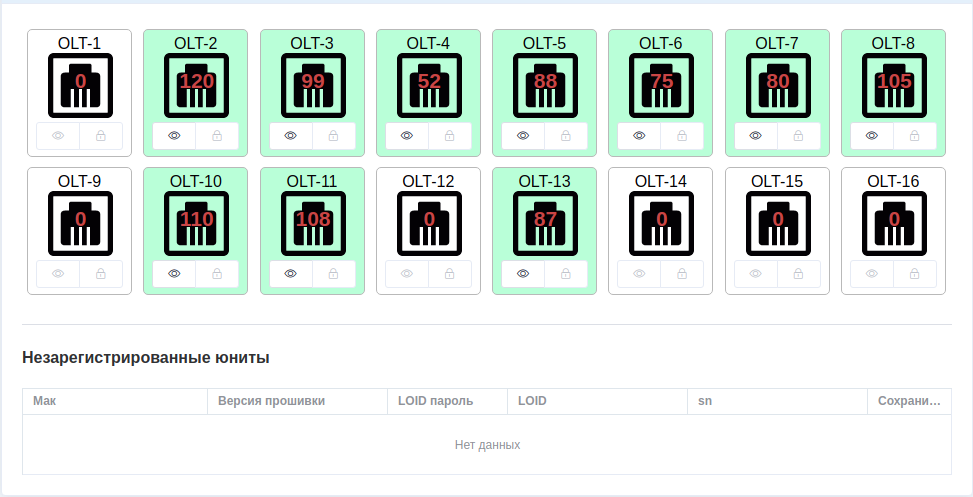 OLT-1 OLT-2 OLT-3 OLT-4 OLT-5 OLT-6 OLT-7 OLT-8
0 120 99 52 88 75 80 105
OLT-9 OLT-10 OLT-11 OLT-12 OLT-13 OLT-14 OLT-15 OLT-16
0 110 108 0 87 0 0 0
Незарегистрированные юниты
Мак Версия прошивки LOID пароль LOID sn Сохрани...
Нет данных